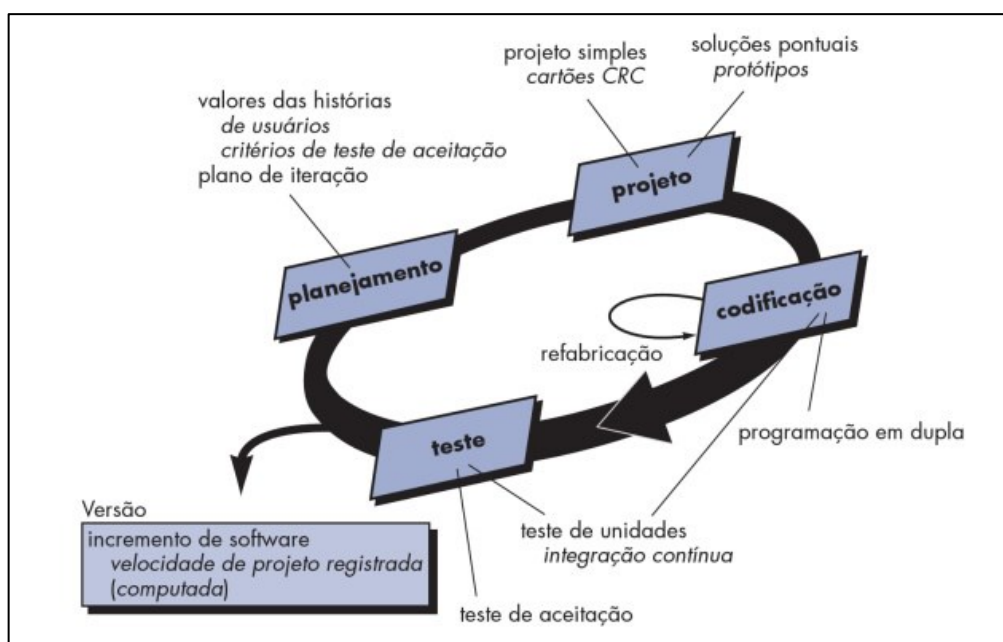 projeto simples
cartões CRC
soluções pontuais
protótipos
valores das histórias
de usuários
critérios de teste de aceitação
plano de iteração
projeto
planejamento
codificação
refabricação
programação em dupla
teste
teste de unidades
integração contínua
teste de aceitação
Versão
incremento de software
velocidade de projeto registrada
(computada)